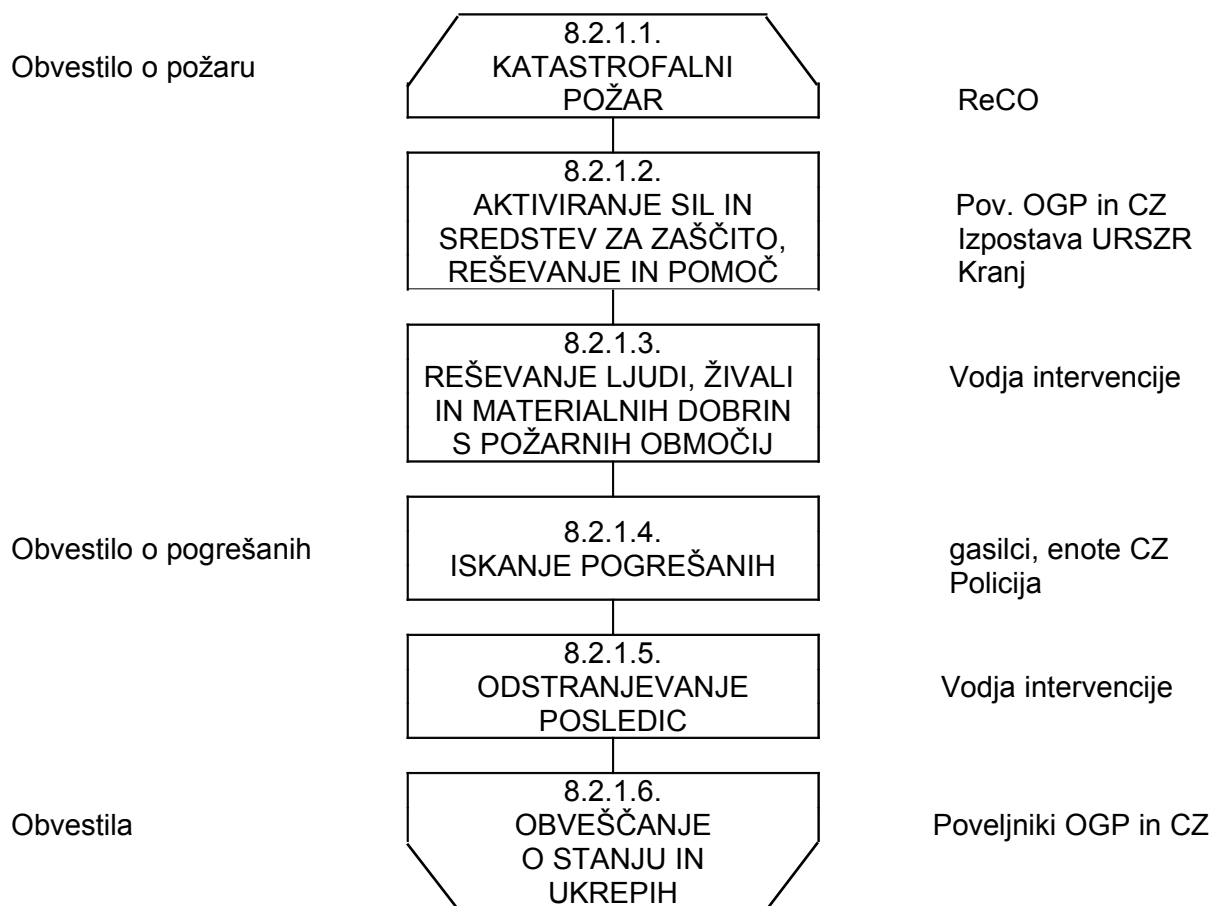 8.2.1.1.
Obvestilo o požaru
KATASTROFALNI
POŽAR
ReCO
8.2.1.2.
AKTIVIRANJE SIL IN
SREDSTEV ZA ZAŠČITO,
REŠEVANJE IN POMOČ
Pov. OGP in CZ
Izpostava URSZR
Kranj
8.2.1.3.
REŠEVANJE LJUDI, ŽIVALI
IN MATERIALNIH DOBRIN
S POŽARNIH OBMOČIJ
Vodja intervencije
Obvestilo o pogrešanih
8.2.1.4.
ISKANJE POGREŠANIH
gasilci, enote CZ
Policija
8.2.1.5.
ODSTRANJEVANJE
POSLEDIC
Vodja intervencije
Obvestila
8.2.1.6.
OBVEŠČANJE
O STANJU IN
UKREPIH
Poveljniki OGP in CZ